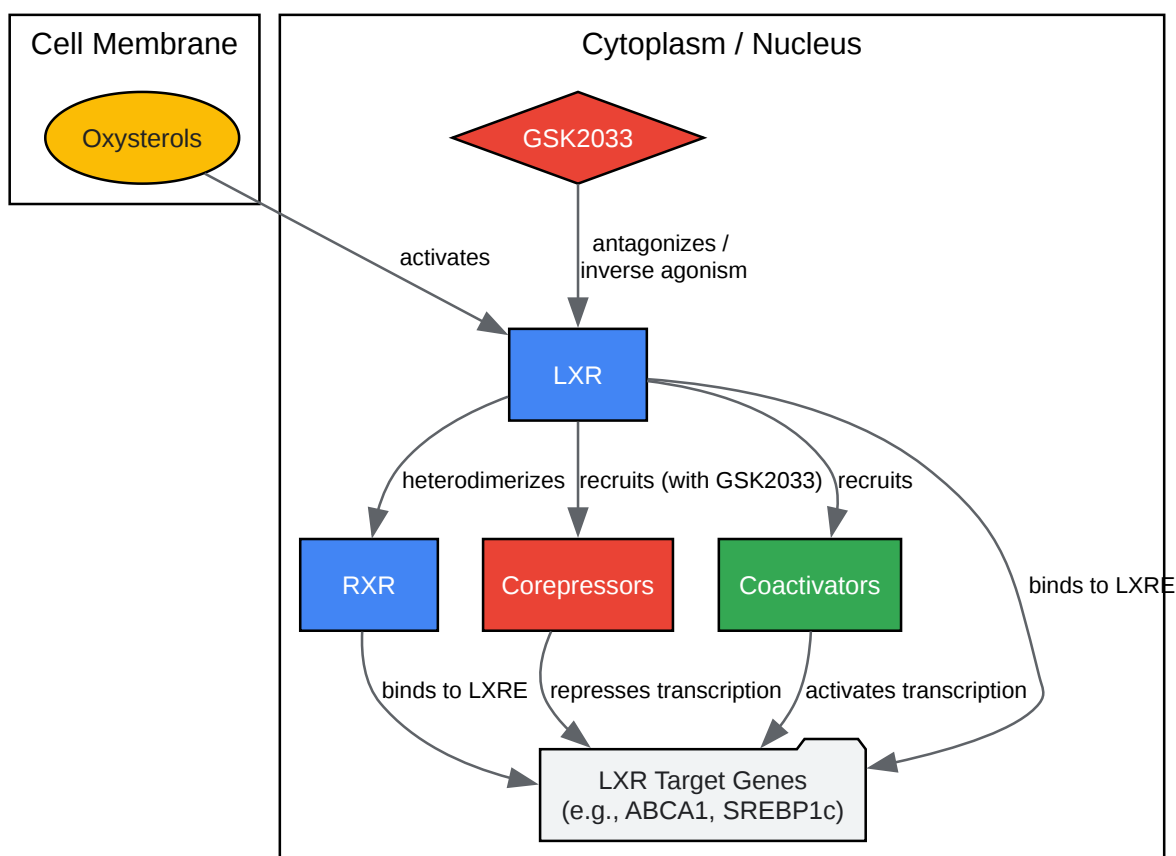 Cell Membrane
Cytoplasm / Nucleus
Oxysterols
GSK2033
activates
antagonizes /
inverse agonism
LXR
heterodimerizes
recruits (with GSK2033)
recruits
RXR
Corepressors
Coactivators
binds to LXRE
binds to LXRE
represses transcription
activates transcription
LXR Target Genes
(e.g., ABCA1, SREBP1c)